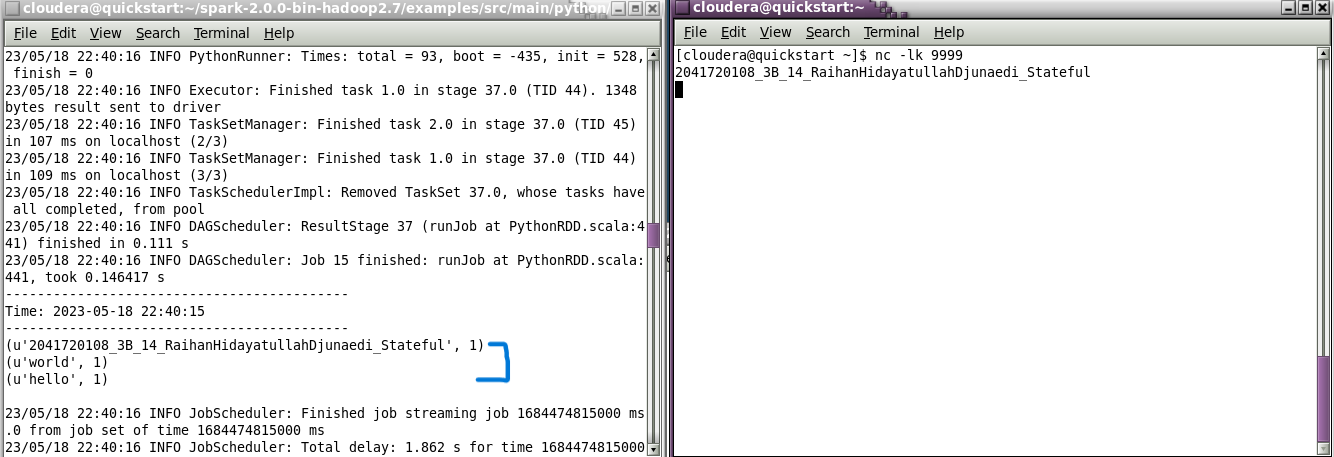 cloudera@quickstart:~/spark-2.0.0-bin-hadoop2.7/examples/src/main/python/
File Edit View Search Terminal Help
23/05/18 22:40:16 INFO PythonRunner: Times: total = 93, boot = -435, init = 528,
 finish = 0
23/05/18 22:40:16 INFO Executor: Finished task 1.0 in stage 37.0 (TID 44). 1348
bytes result sent to driver
23/05/18 22:40:16 INFO TaskSetManager: Finished task 2.0 in stage 37.0 (TID 45)
in 107 ms on localhost (2/3)
23/05/18 22:40:16 INFO TaskSetManager: Finished task 1.0 in stage 37.0 (TID 44)
in 109 ms on localhost (3/3)
23/05/18 22:40:16 INFO TaskSchedulerImpl: Removed TaskSet 37.0, whose tasks have
 all completed, from pool
23/05/18 22:40:16 INFO DAGScheduler: ResultStage 37 (runJob at PythonRDD.scala:4
41) finished in 0.111 s
23/05/18 22:40:16 INFO DAGScheduler: Job 15 finished: runJob at PythonRDD.scala:
441, took 0.146417 s
-------------------------------------------
Time: 2023-05-18 22:40:15
-------------------------------------------
(u'2041720108_3B_14_RaihanHidayatullahDjunaedi_Stateful', 1)
(u'world', 1)
(u'hello', 1)
23/05/18 22:40:16 INFO JobScheduler: Finished job streaming job 1684474815000 ms
.0 from job set of time 1684474815000 ms
23/05/18 22:40:16 INFO JobScheduler: Total delay: 1.862 s for time 1684474815000
cloudera@quickstart:~
File Edit View Search Terminal Help
[cloudera@quickstart ~]$ nc -lk 9999
2041720108_3B_14_RaihanHidayatullahDjunaedi_Stateful